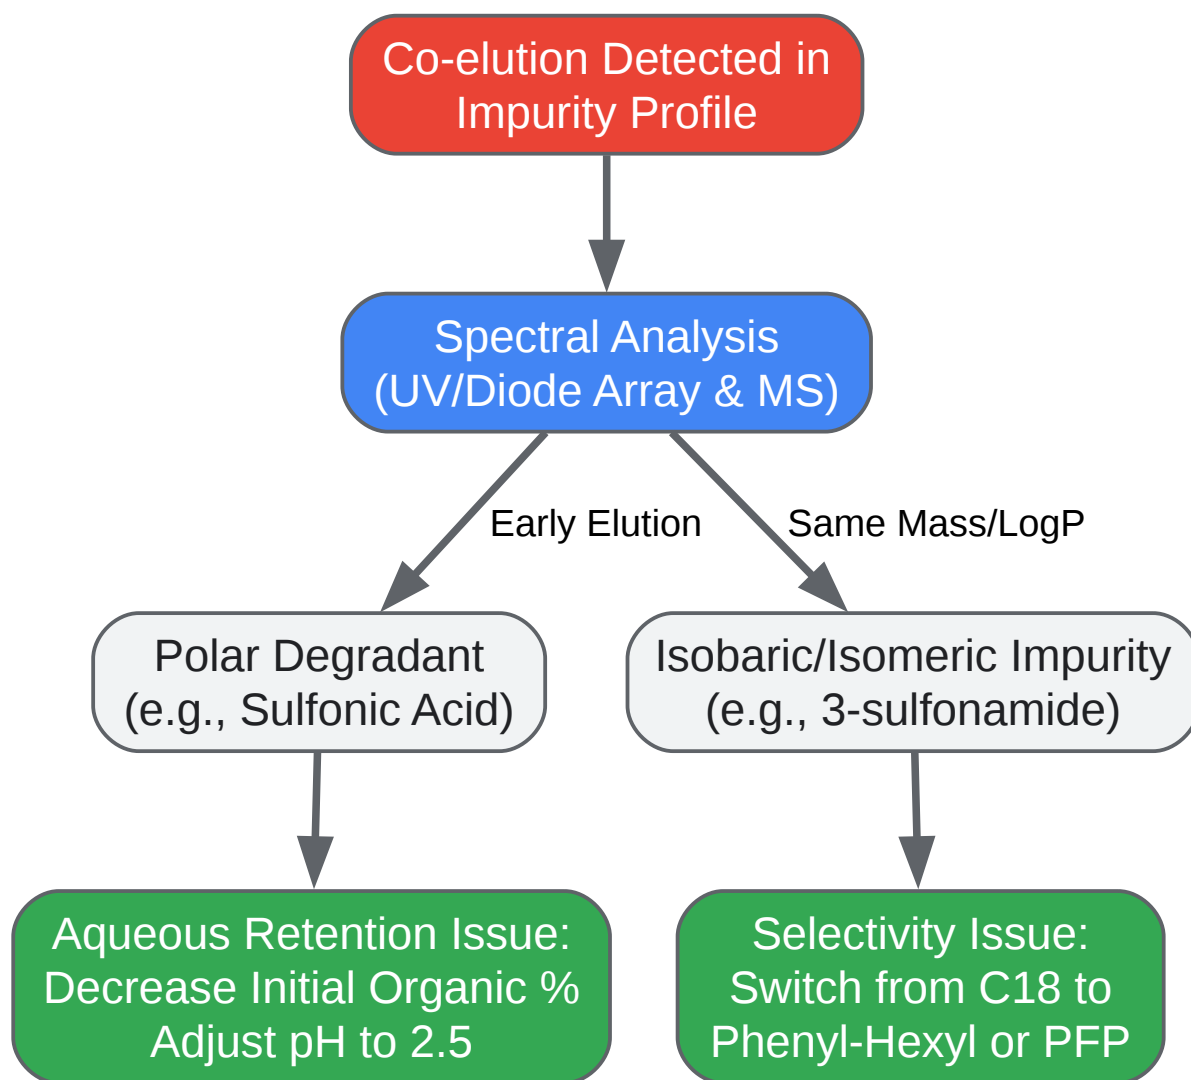 Co-elution Detected in
Impurity Profile
Spectral Analysis
(UV/Diode Array & MS)
Early Elution
Same Mass/LogP
Polar Degradant
(e.g., Sulfonic Acid)
Isobaric/Isomeric Impurity
(e.g., 3-sulfonamide)
Aqueous Retention Issue:
Decrease Initial Organic %
Adjust pH to 2.5
Selectivity Issue:
Switch from C18 to
Phenyl-Hexyl or PFP